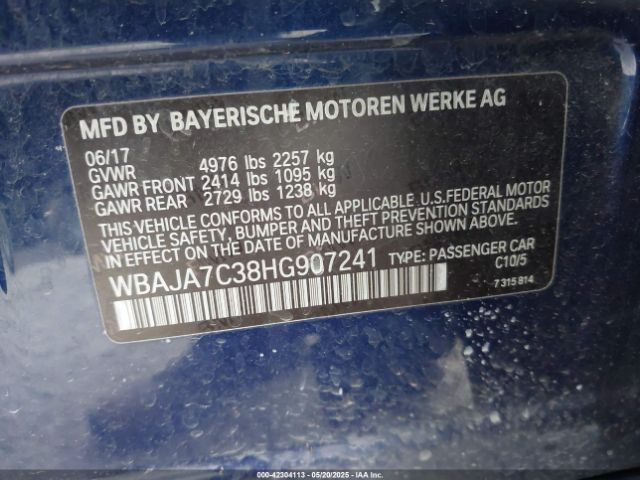 MFD BY BAYERISCHE MOTOREN WERKE AG
06/17
GVWR 4976 lbs 2257 kg
GAWR FRONT 2414 lbs 1095 kg
GAWR REAR 2729 lbs 1238 kg
THIS VEHICLE CONFORMS TO ALL APPLICABLE U.S.FEDERAL MOTOR
VEHICLE SAFETY, BUMPER AND THEFT PREVENTION STANDARDS
IN EFFECT ON THE DATE OF MANUFACTURE SHOWN ABOVE.
WBAJA7C38HG907241 TYPE: PASSENGER CAR
C10/5
7 315 814
000-42304113 - 05/20/2025 - IAAI, Inc.